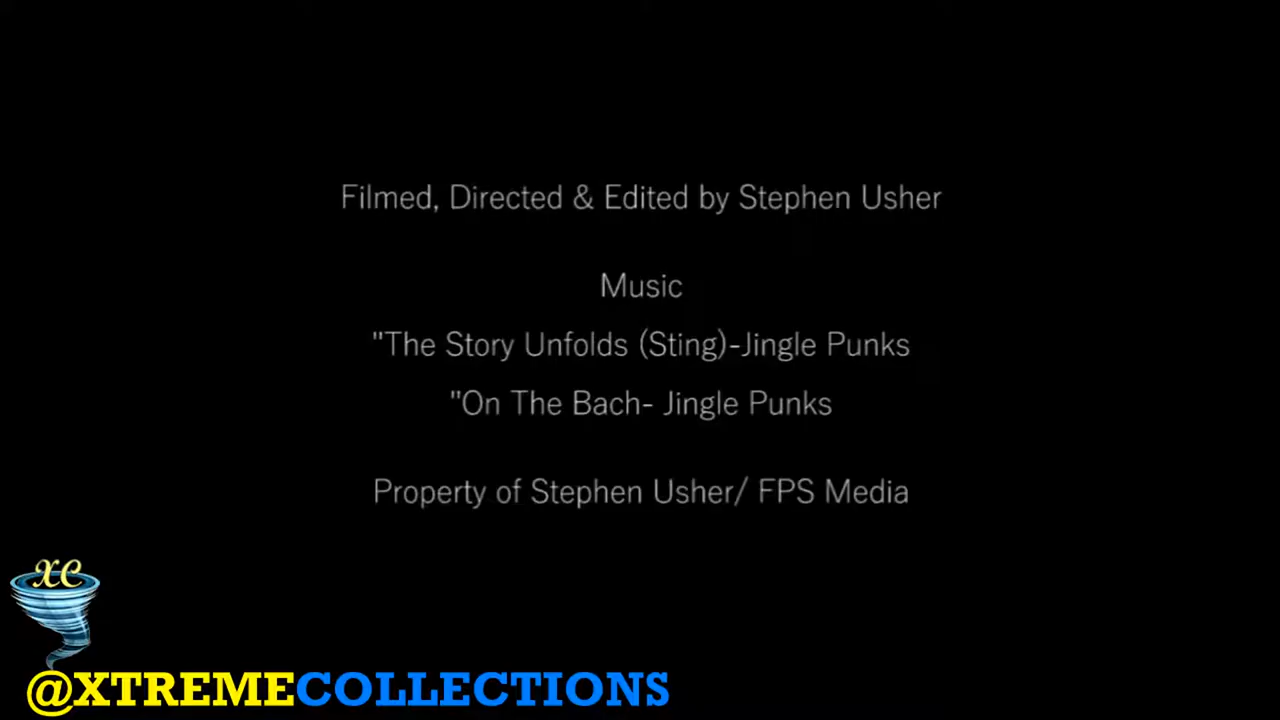 Filmed, Directed & Edited by Stephen Usher
Music
"The Story Unfolds (Sting)-Jingle Punks
"On The Bach- Jingle Punks
Property of Stephen Usher/ FPS Media
XC
@XTREMECOLLECTIONS